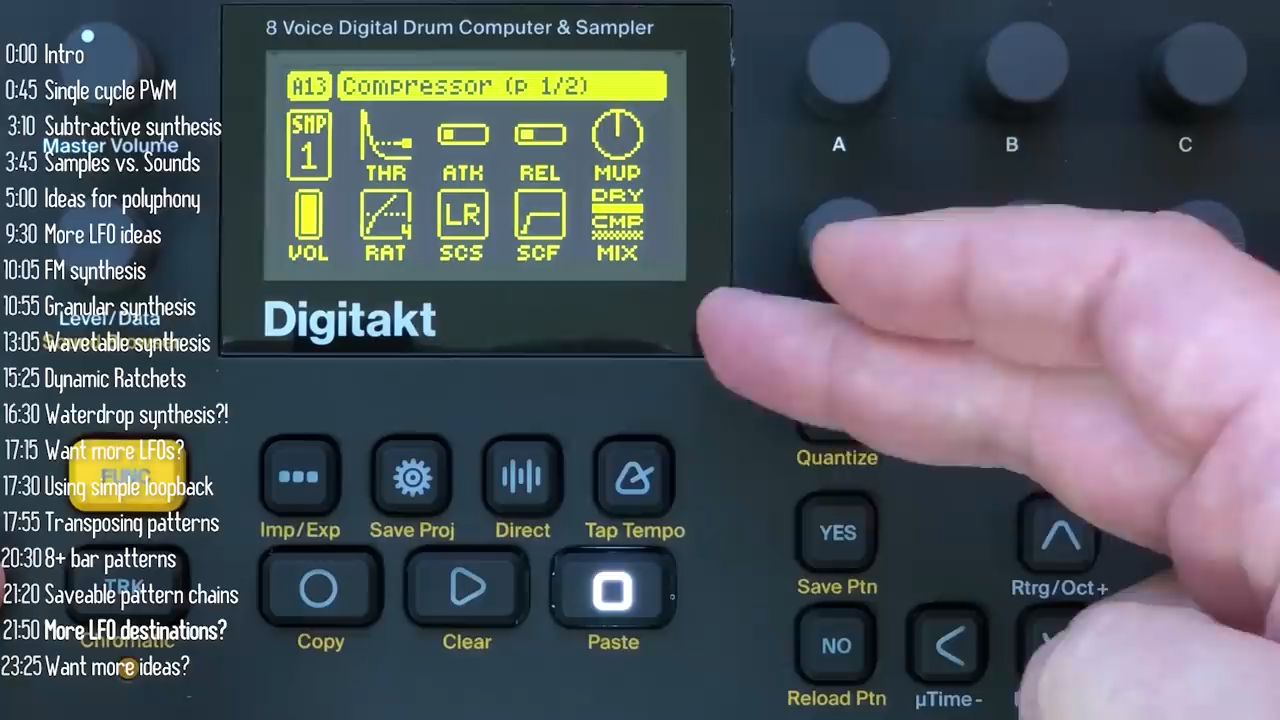 8 Voice Digital Drum Computer & Sampler
A13 Compressor (p 1/2)
SMP
1
THR ATK REL MUP
DRY
LR
CMP
4
VOL RAT SCS SCF MIX
Digitakt
A B C
Master Volume
Level/Data
0:00 Intro
0:45 Single cycle PWM
3:10 Subtractive synthesis
3:45 Samples vs. Sounds
5:00 Ideas for polyphony
9:30 More LFO ideas
10:05 FM synthesis
10:55 Granular synthesis
13:05 Wavetable synthesis
15:25 Dynamic Ratchets
16:30 Waterdrop synthesis?!
17:15 Want more LFOs?
17:30 Using simple loopback
17:55 Transposing patterns
20:30 8+ bar patterns
21:20 Saveable pattern chains
21:50 More LFO destinations?
23:25 Want more ideas?
FUNC
TRK
Chromatic
Imp/Exp Save Proj Direct Tap Tempo
Copy Clear Paste
Quantize
YES
Save Ptn Rtrg/Oct+
NO
Reload Ptn µTime-